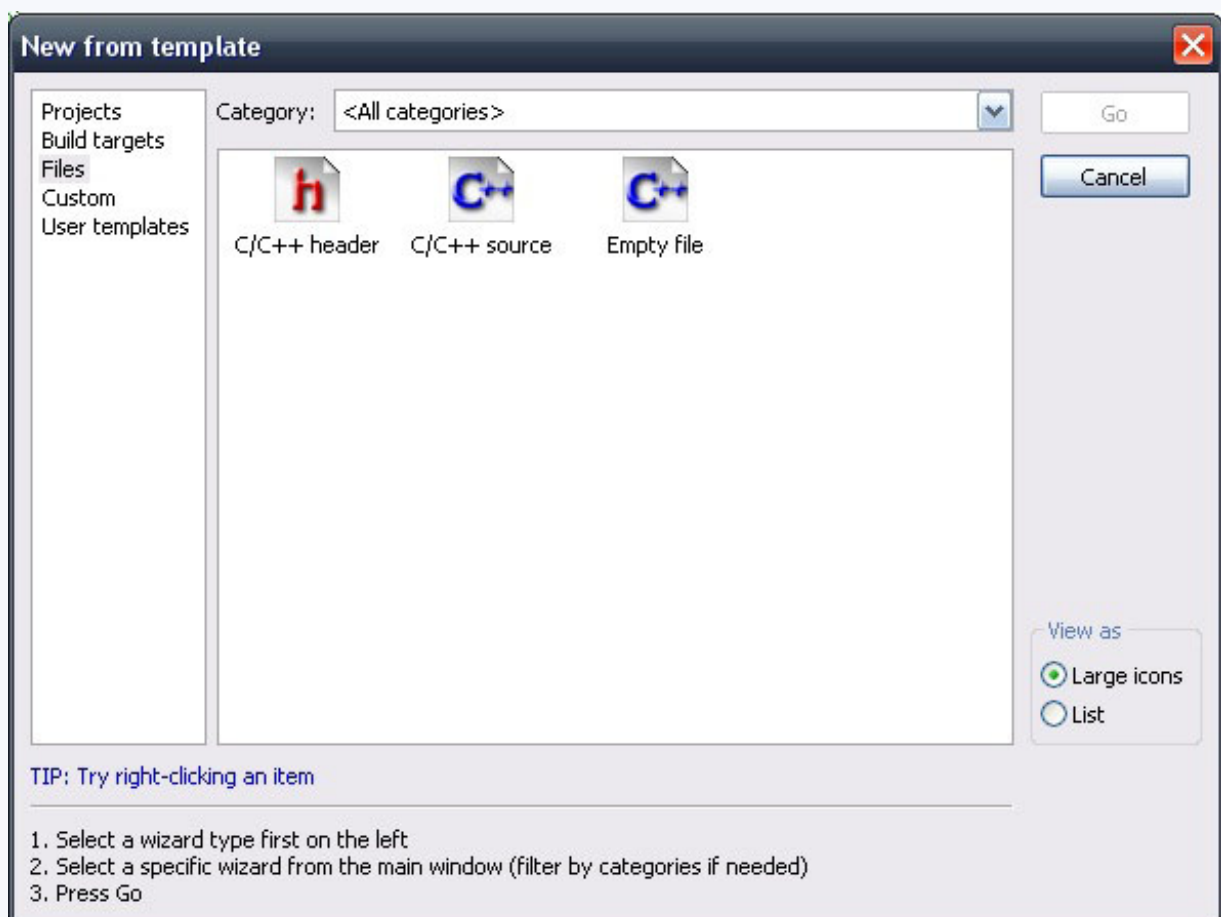 New from template
Projects
Build targets
Files
Custom
User templates
Category: <All categories>
Go
Cancel
C/C++ header
C/C++ source
Empty file
View as
Large icons
List
TIP: Try right-clicking an item
1. Select a wizard type first on the left
2. Select a specific wizard from the main window (filter by categories if needed)
3. Press Go